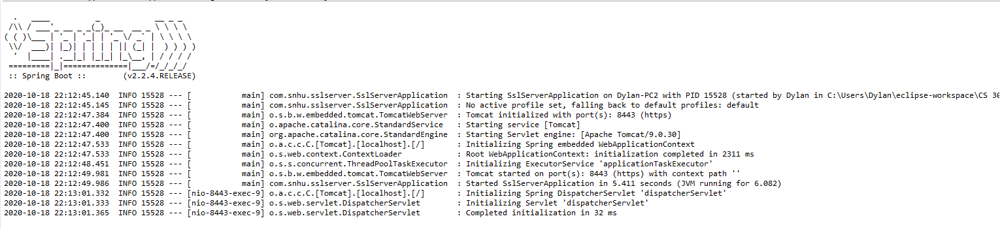 .   ____          _            __ _ _
 /\\ / ___'_ __ _ _(_)_ __  __ _ \ \ \ \
( ( )\___ | '_ | '_| | '_ \/ _` | \ \ \ \
 \\/  ___)| |_)| | | | | || (_| |  ) ) ) )
  '  |____| .__|_| |_|_| |_\__, | / / / /
 =========|_|==============|___/=/_/_/_/
 :: Spring Boot ::        (v2.2.4.RELEASE)
2020-10-18 22:12:45.140  INFO 15528 --- [           main] com.snhu.sslserver.SslServerApplication  : Starting SslServerApplication on Dylan-PC2 with PID 15528 (started by Dylan in C:\Users\Dylan\eclipse-workspace\CS 30
2020-10-18 22:12:45.145  INFO 15528 --- [           main] com.snhu.sslserver.SslServerApplication  : No active profile set, falling back to default profiles: default
2020-10-18 22:12:47.384  INFO 15528 --- [           main] o.s.b.w.embedded.tomcat.TomcatWebServer  : Tomcat initialized with port(s): 8443 (https)
2020-10-18 22:12:47.400  INFO 15528 --- [           main] o.apache.catalina.core.StandardService   : Starting service [Tomcat]
2020-10-18 22:12:47.400  INFO 15528 --- [           main] org.apache.catalina.core.StandardEngine  : Starting Servlet engine: [Apache Tomcat/9.0.30]
2020-10-18 22:12:47.533  INFO 15528 --- [           main] o.a.c.c.C.[Tomcat].[localhost].[/]       : Initializing Spring embedded WebApplicationContext
2020-10-18 22:12:47.533  INFO 15528 --- [           main] o.s.web.context.ContextLoader            : Root WebApplicationContext: initialization completed in 2311 ms
2020-10-18 22:12:48.451  INFO 15528 --- [           main] o.s.s.concurrent.ThreadPoolTaskExecutor  : Initializing ExecutorService 'applicationTaskExecutor'
2020-10-18 22:12:49.981  INFO 15528 --- [           main] o.s.b.w.embedded.tomcat.TomcatWebServer  : Tomcat started on port(s): 8443 (https) with context path ''
2020-10-18 22:12:49.986  INFO 15528 --- [           main] com.snhu.sslserver.SslServerApplication  : Started SslServerApplication in 5.411 seconds (JVM running for 6.082)
2020-10-18 22:13:01.332  INFO 15528 --- [nio-8443-exec-9] o.a.c.c.C.[Tomcat].[localhost].[/]       : Initializing Spring DispatcherServlet 'dispatcherServlet'
2020-10-18 22:13:01.333  INFO 15528 --- [nio-8443-exec-9] o.s.web.servlet.DispatcherServlet        : Initializing Servlet 'dispatcherServlet'
2020-10-18 22:13:01.365  INFO 15528 --- [nio-8443-exec-9] o.s.web.servlet.DispatcherServlet        : Completed initialization in 32 ms